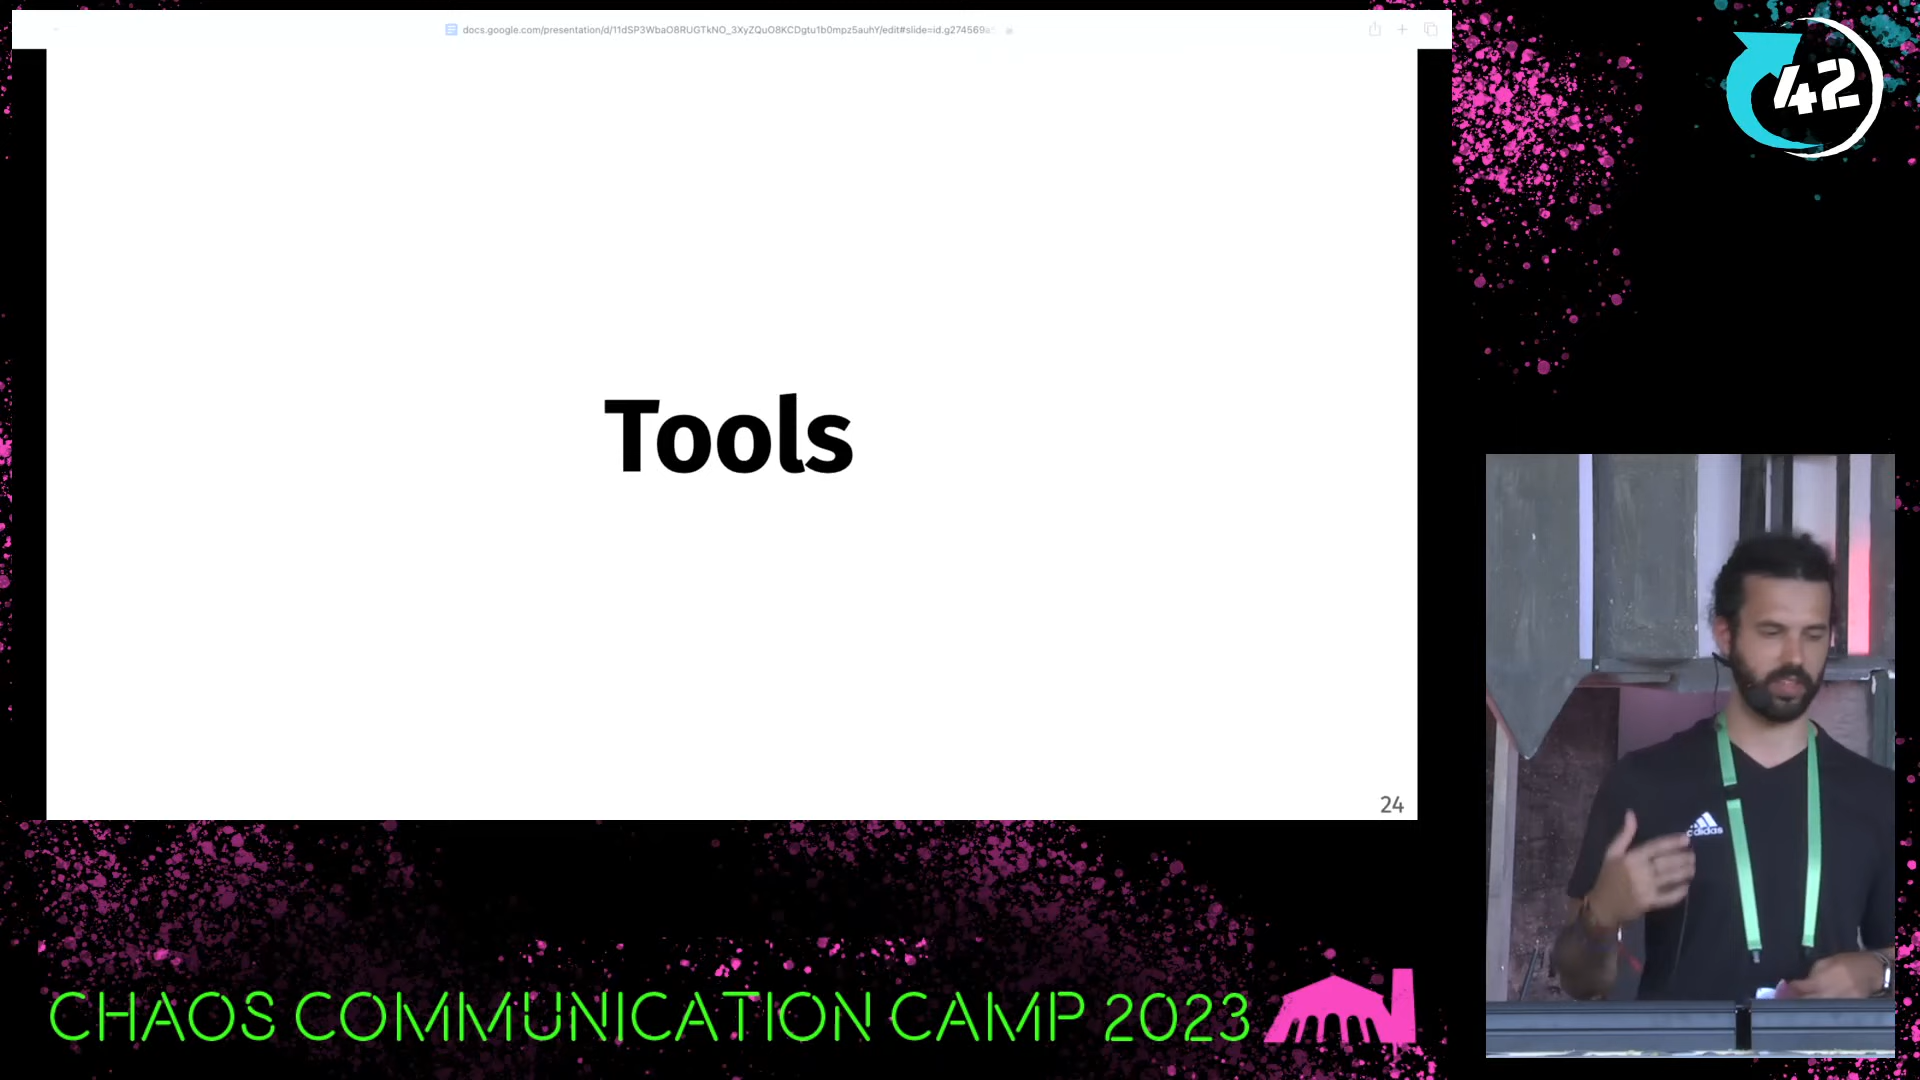 docs.google.com/presentation/d/11dSP3WbaO8RUGTkNO_3XyZQuO8KCDgtu1b0mpz5auhY/edit#slide=id.g274569a
42
Tools
24
adidas
CHAOS COMMUNICATION CAMP 2023